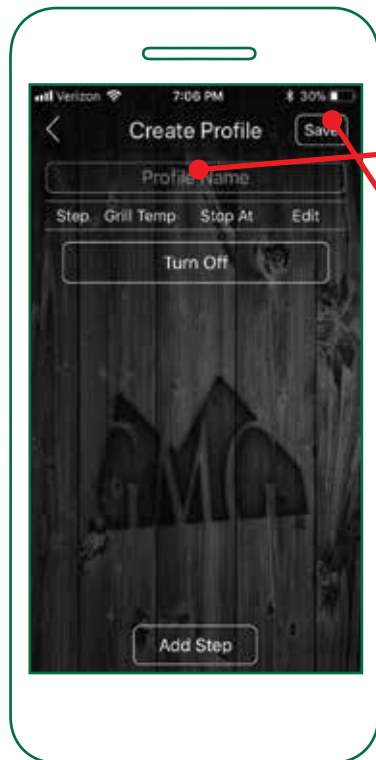 Verizon 7:06 PM 30%
Create Profile Save
Profile Name
Step Grill Temp Stop At Edit
Turn Off
GMG
Add Step